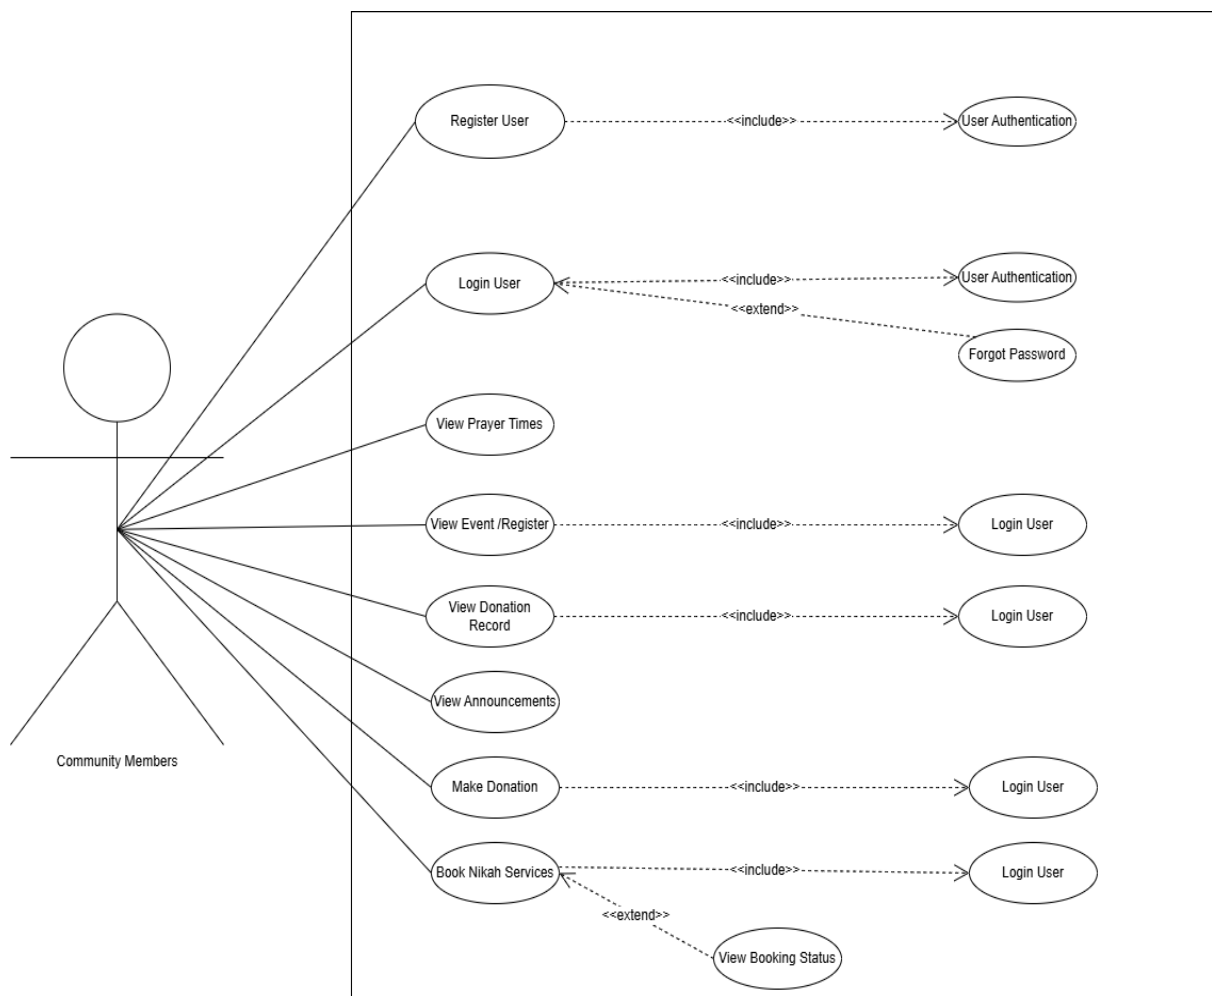 Register User
<<include>>
User Authentication
Login User
<<include>>
User Authentication
<<extend>>
Forgot Password
View Prayer Times
View Event /Register
<<include>>
Login User
View Donation
Record
<<include>>
Login User
View Announcements
Community Members
Make Donation
<<include>>
Login User
Book Nikah Services
<<include>>
Login User
<<extend>>
View Booking Status